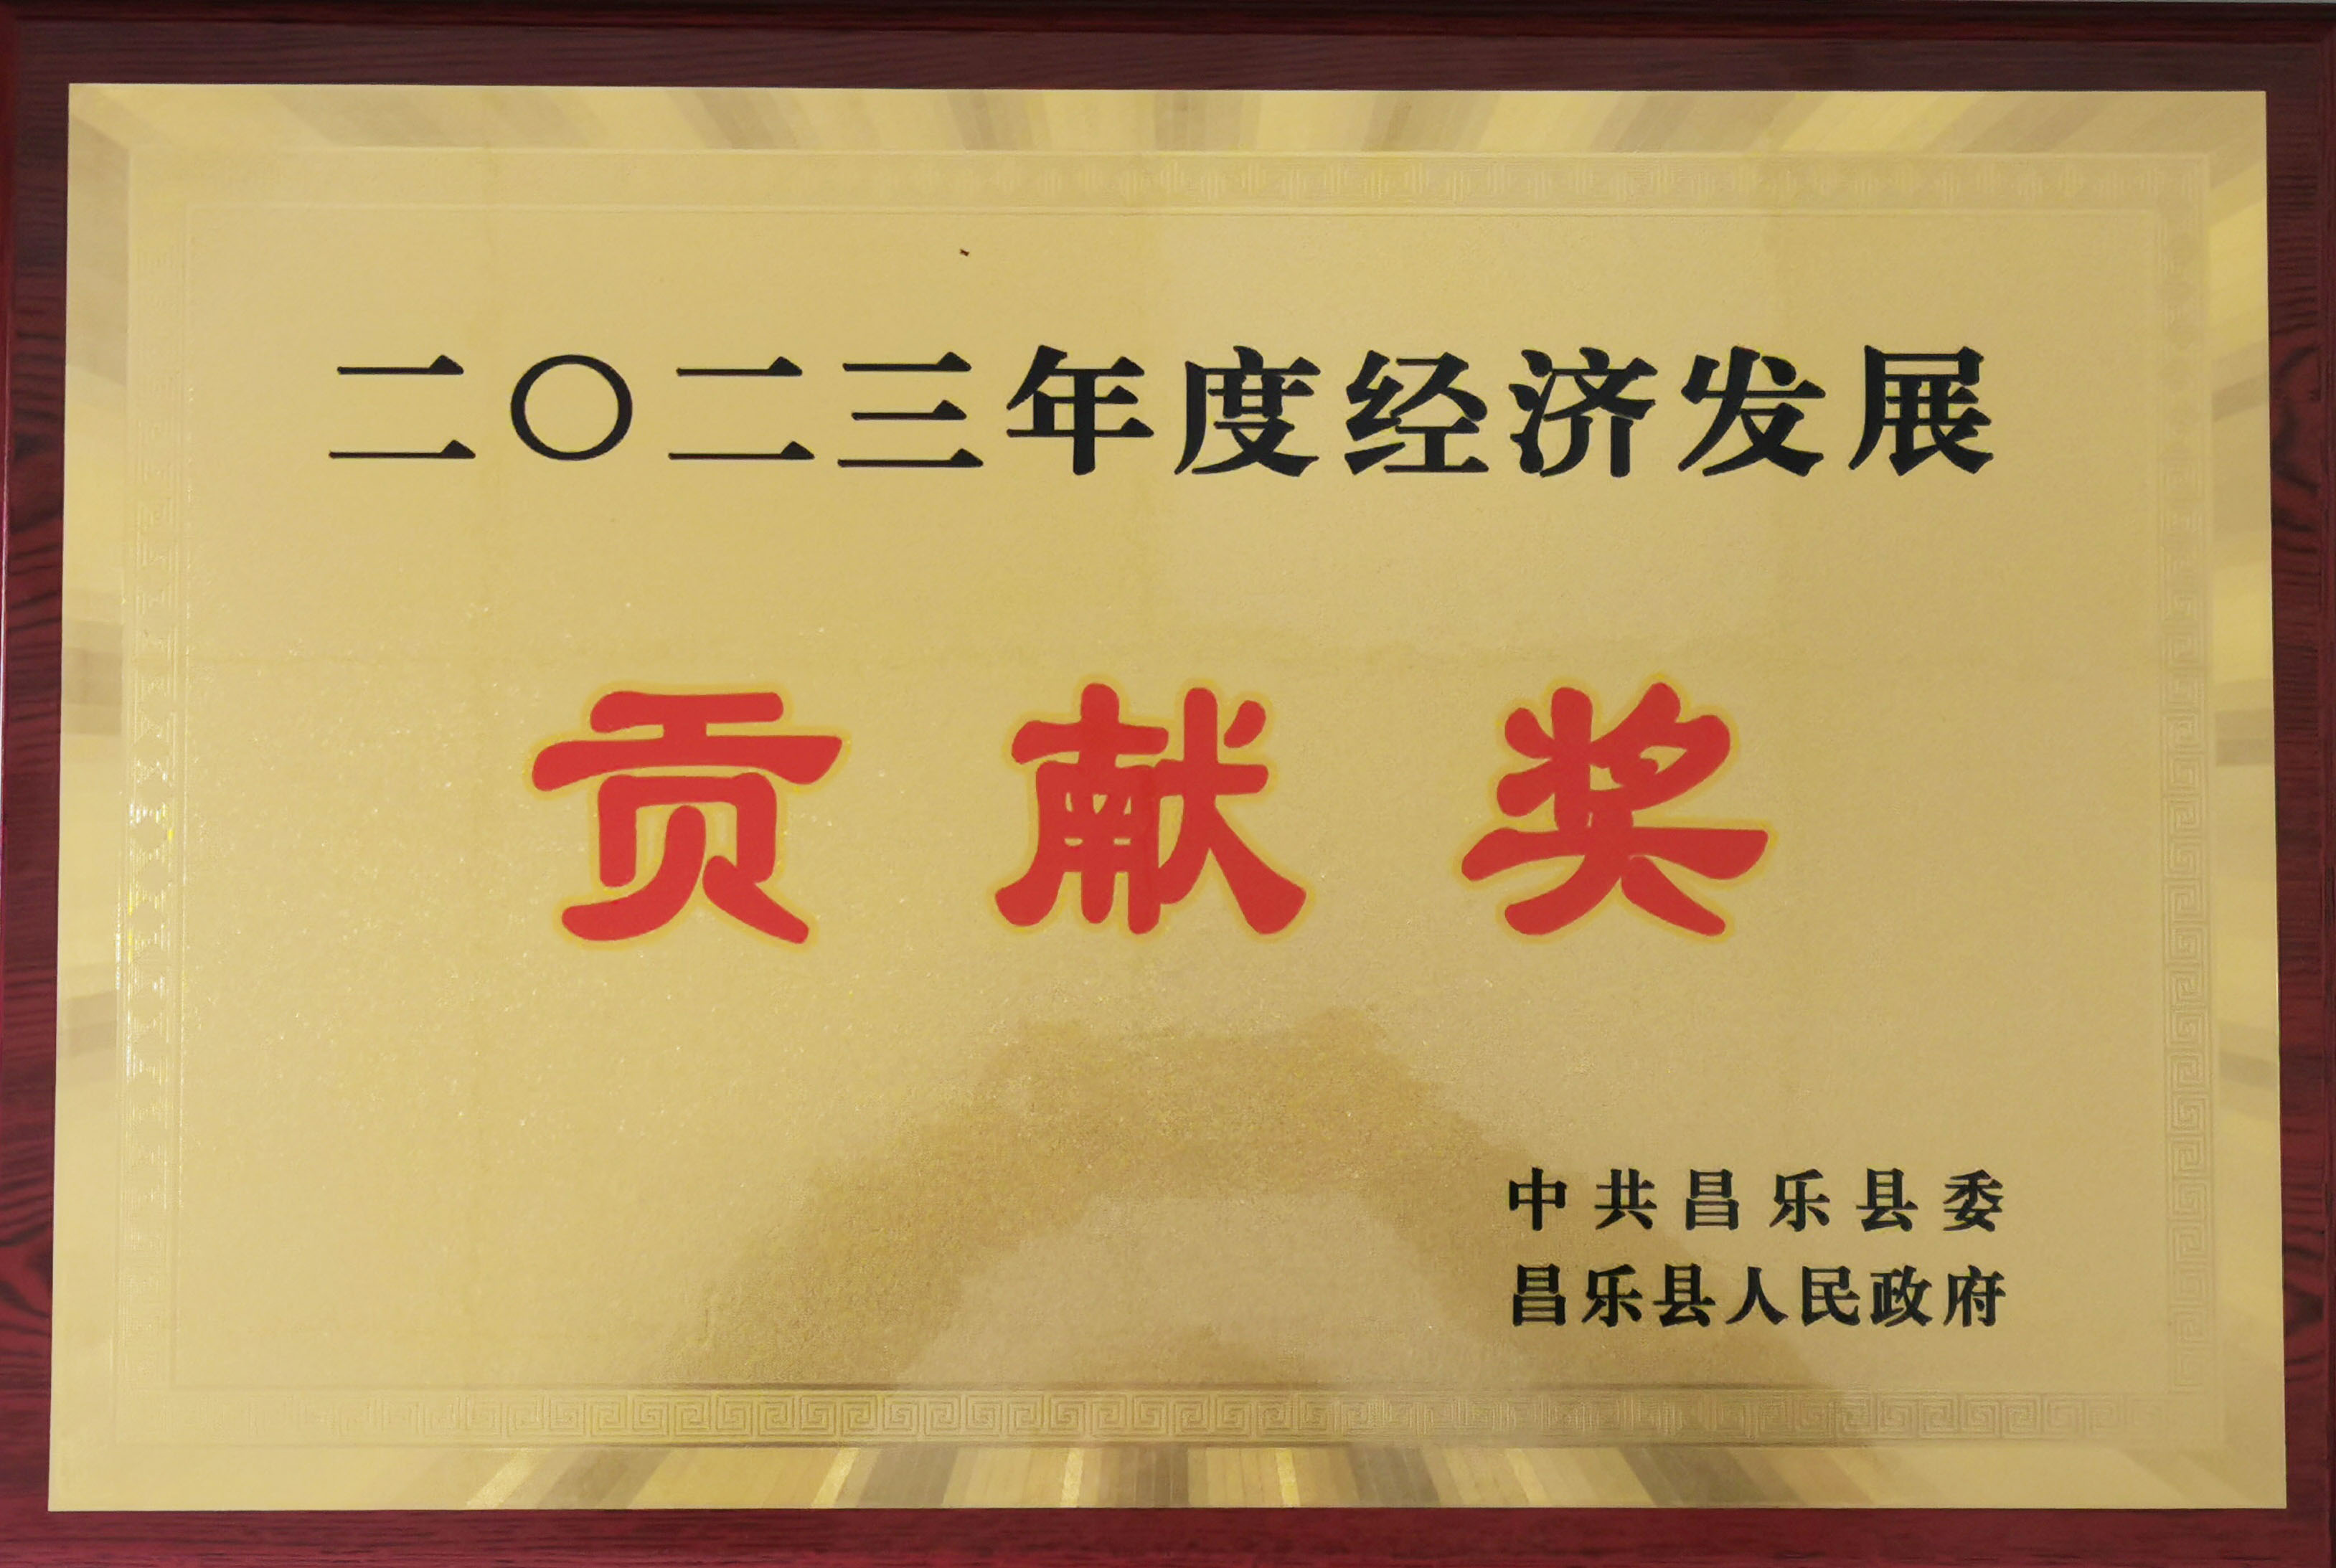 二〇二三年度经济发展
贡献奖
中共昌乐县委
昌乐县人民政府